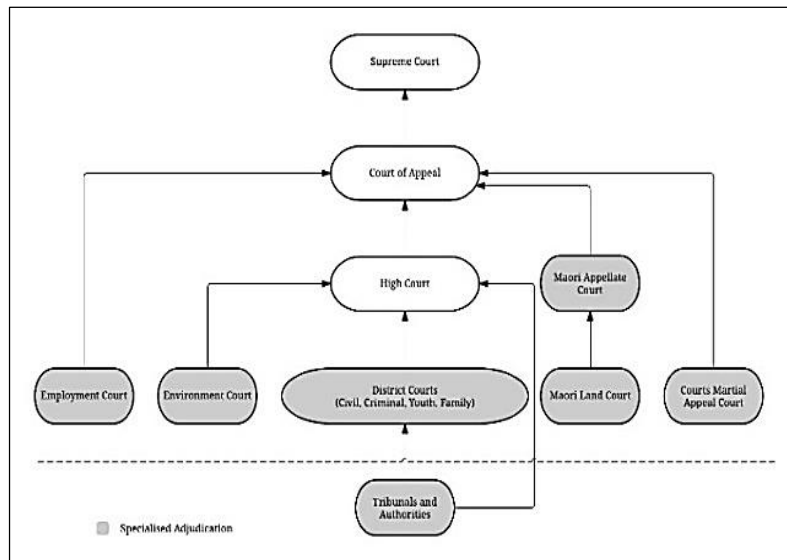 Supreme Court
Court of Appeal
High Court
Maori Appellate
Court
Employment Court
Environment Court
District Courts
(Civil, Criminal, Youth, Family)
Maori Land Court
Courts Martial
Appeal Court
Tribunals and
Authorities
Specialised Adjudication